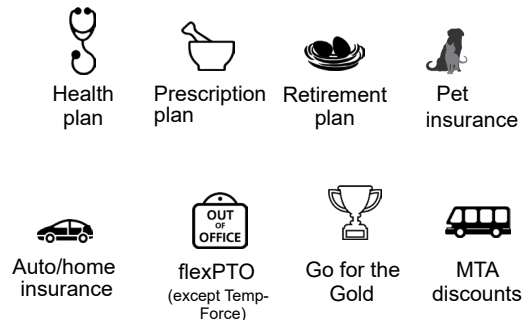 Health
plan
Prescription
plan
Retirement
plan
Pet
insurance
Auto/home
insurance
OUT
OF
OFFICE
flexPTO
(except Temp-
Force)
Go for the
Gold
MTA
discounts